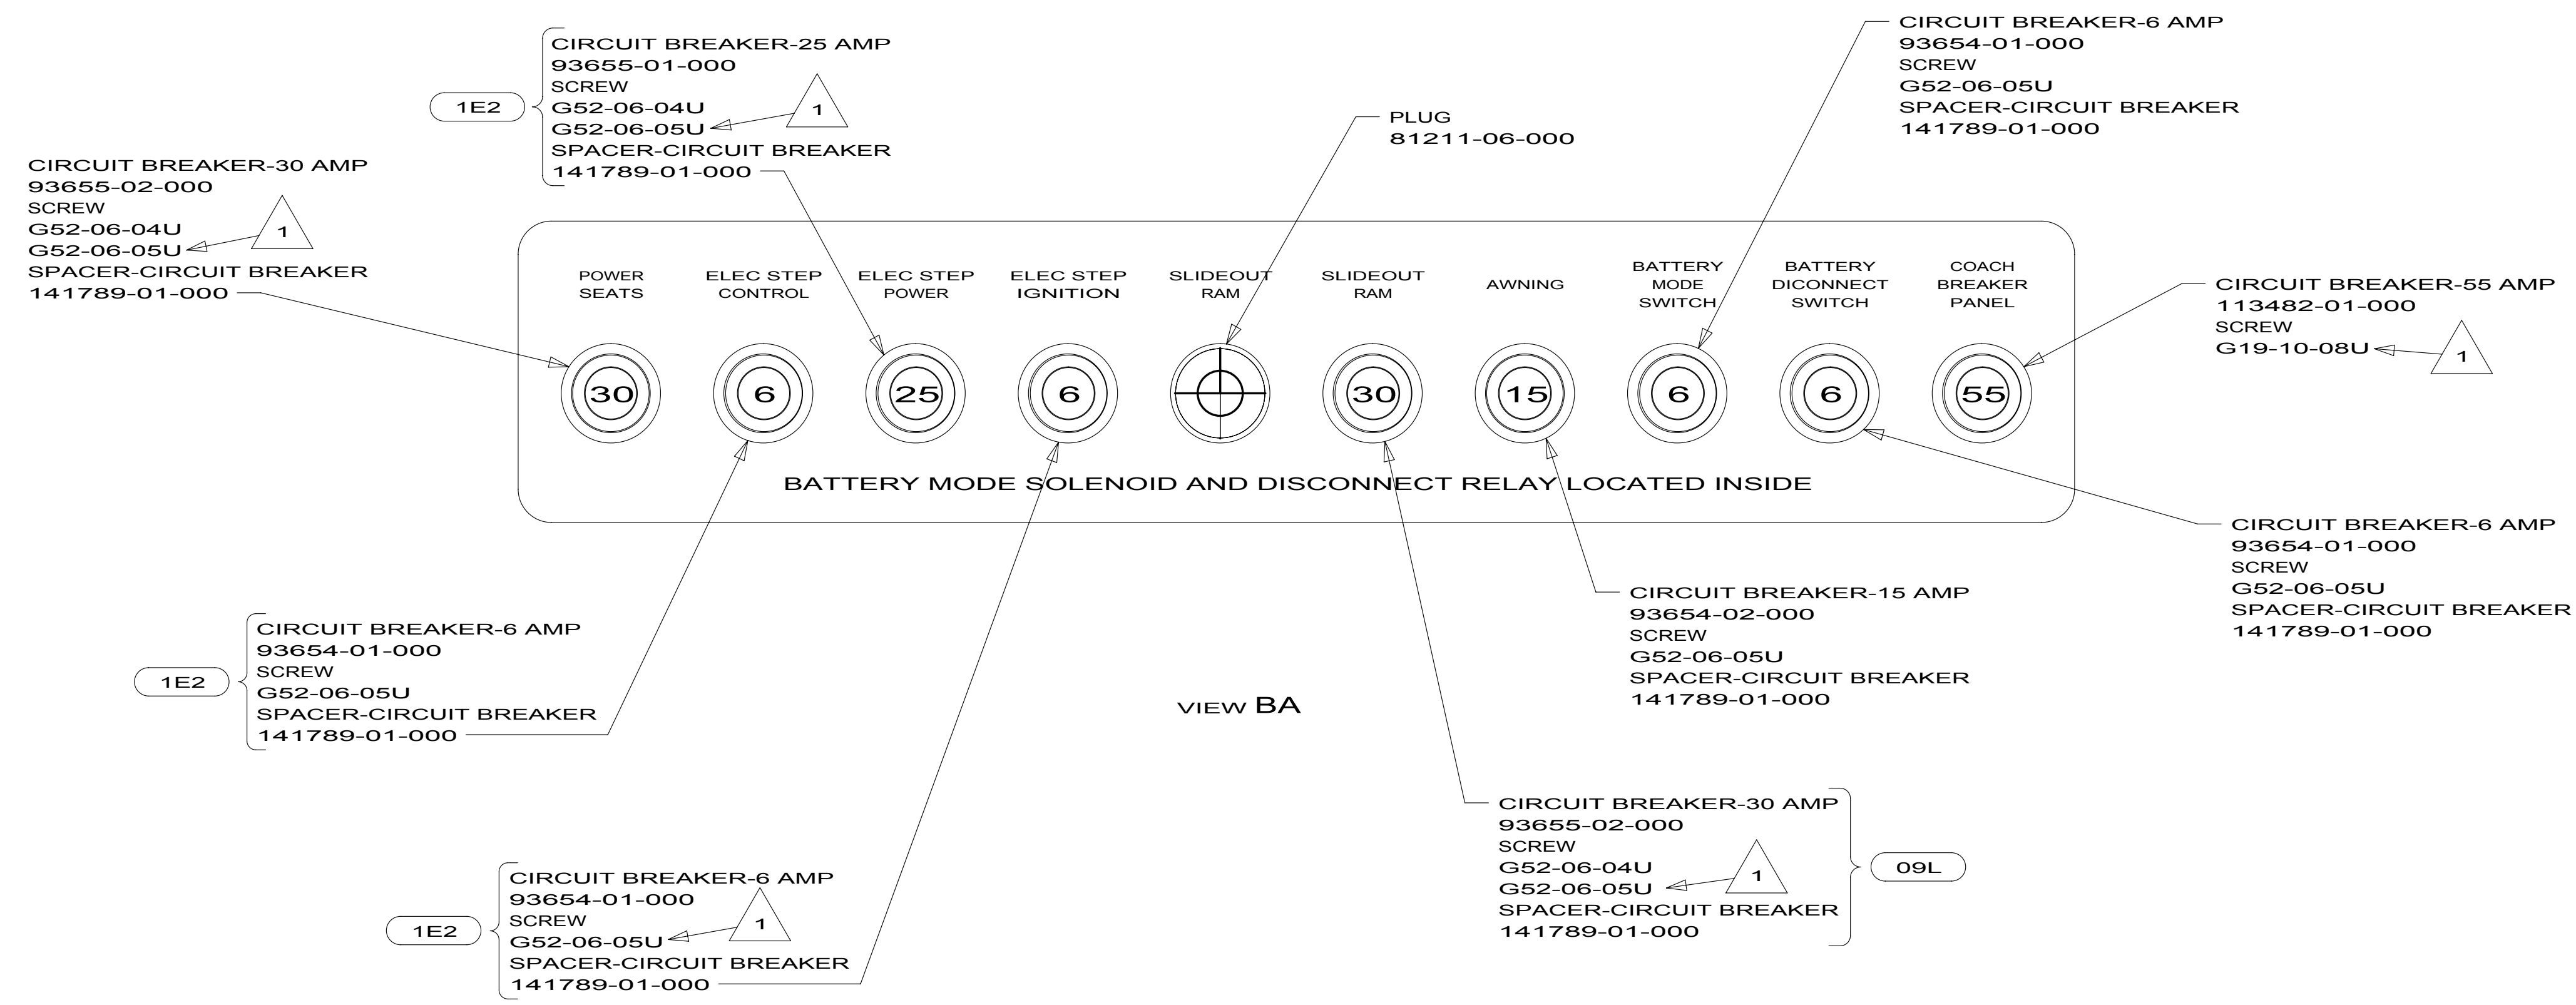 CIRCUIT BREAKER-25 AMP
93655-01-000
SCREW
G52-06-04U
G52-06-05U
SPACER-CIRCUIT BREAKER
141789-01-000
1E2
1
PLUG
81211-06-000
CIRCUIT BREAKER-6 AMP
93654-01-000
SCREW
G52-06-05U
SPACER-CIRCUIT BREAKER
141789-01-000
CIRCUIT BREAKER-30 AMP
93655-02-000
SCREW
G52-06-04U
G52-06-05U
SPACER-CIRCUIT BREAKER
141789-01-000
1
POWER
SEATS
ELEC STEP
CONTROL
ELEC STEP
POWER
ELEC STEP
IGNITION
SLIDEOUT
RAM
SLIDEOUT
RAM
AWNING
BATTERY
MODE
SWITCH
BATTERY
DICONNECT
SWITCH
COACH
BREAKER
PANEL
30
6
25
6
30
15
6
6
55
BATTERY MODE SOLENOID AND DISCONNECT RELAY LOCATED INSIDE
CIRCUIT BREAKER-55 AMP
113482-01-000
SCREW
G19-10-08U
1
CIRCUIT BREAKER-6 AMP
93654-01-000
SCREW
G52-06-05U
SPACER-CIRCUIT BREAKER
141789-01-000
CIRCUIT BREAKER-15 AMP
93654-02-000
SCREW
G52-06-05U
SPACER-CIRCUIT BREAKER
141789-01-000
1E2
CIRCUIT BREAKER-6 AMP
93654-01-000
SCREW
G52-06-05U
SPACER-CIRCUIT BREAKER
141789-01-000
VIEW BA
CIRCUIT BREAKER-30 AMP
93655-02-000
SCREW
G52-06-04U
G52-06-05U
SPACER-CIRCUIT BREAKER
141789-01-000
1
09L
1E2
CIRCUIT BREAKER-6 AMP
93654-01-000
SCREW
G52-06-05U
SPACER-CIRCUIT BREAKER
141789-01-000
1